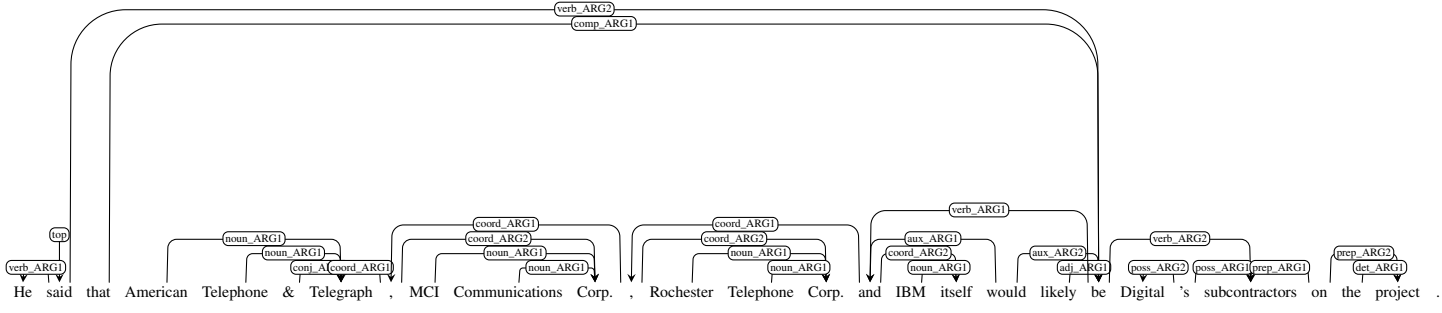 verb_ARG2
comp_ARG1
verb_ARG1
top
coord_ARG1 coord_ARG1
noun_ARG1 coord_ARG2 coord_ARG2 aux_ARG1 verb_ARG2
noun_ARG1 noun_ARG1 noun_ARG1 coord_ARG2 aux_ARG2 prep_ARG2
verb_ARG1 coord_ARG1 noun_ARG1 noun_ARG1 noun_ARG1 adj_ARG1 poss_ARG2 poss_ARG1 prep_ARG1 det_ARG1
He said that American Telephone & Telegraph , MCI Communications Corp. , Rochester Telephone Corp. and IBM itself would likely be Digital 's subcontractors on the project .